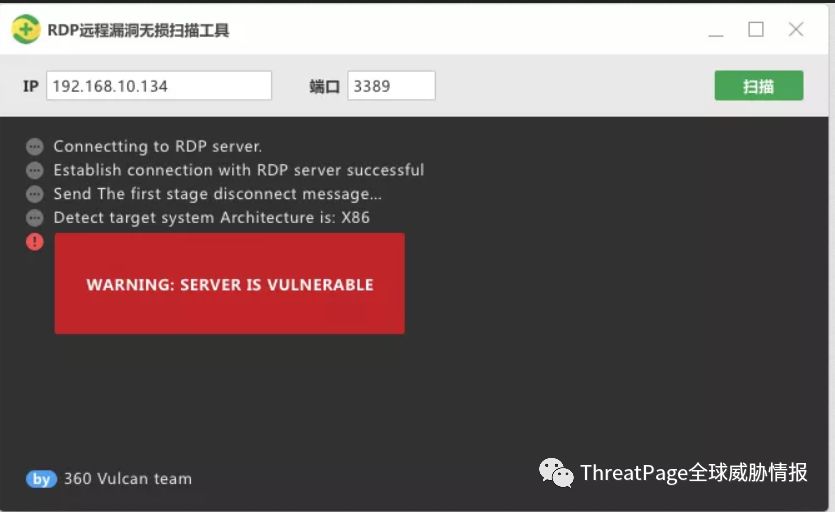 RDP远程漏洞无损扫描工具
IP 192.168.10.134 端口 3389 扫描
Connectting to RDP server.
Establish connection with RDP server successful
Send The first stage disconnect message...
Detect target system Architecture is: X86
WARNING: SERVER IS VULNERABLE
by 360 Vulcan team
ThreatPage全球威胁情报